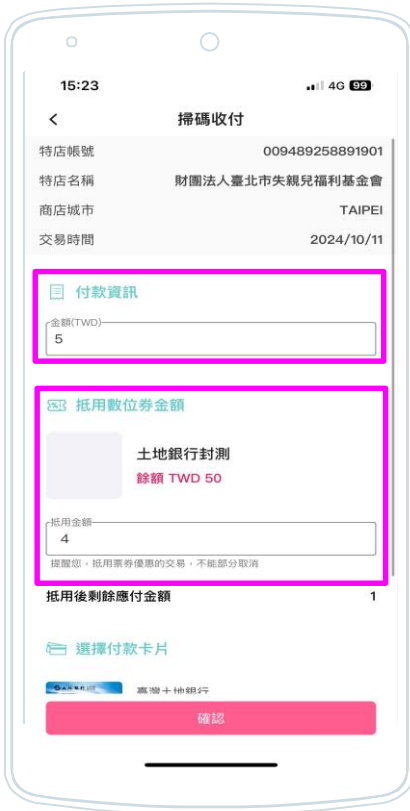 15:23 4G 99
掃碼收付
特店帳號 009489258891901
特店名稱 財團法人臺北市失親兒福利基金會
商店城市 TAIPEI
交易時間 2024/10/11
付款資訊
金額(TWD)
5
抵用數位券金額
土地銀行封測
餘額 TWD 50
抵用金額
4
提醒您，抵用票券優惠的交易，不能部分取消
抵用後剩餘應付金額 1
選擇付款卡片
臺灣土地銀行
確認